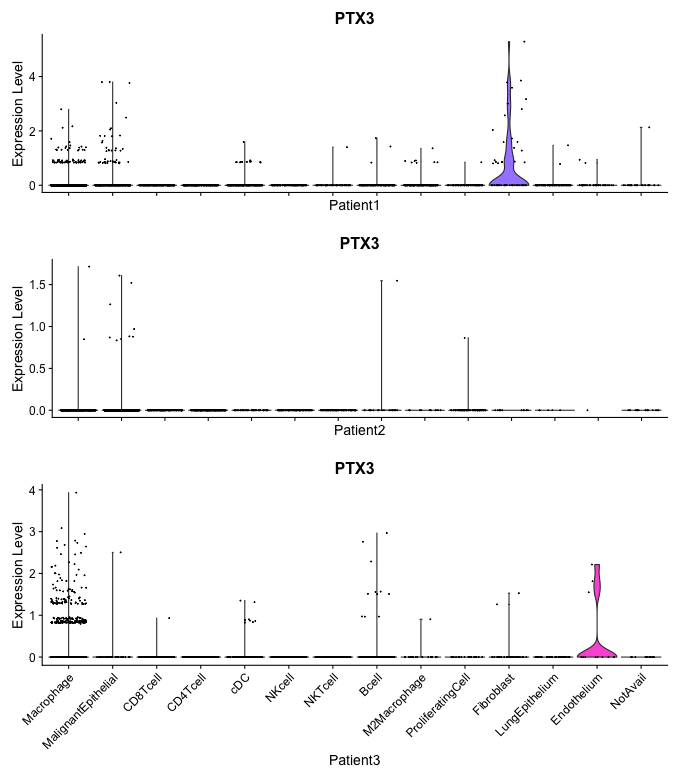 PTX3
Expression Level
4
2
0
Patient1
PTX3
Expression Level
1.5
1.0
0.5
0.0
Patient2
PTX3
Expression Level
4
3
2
1
0
Macrophage
MalignantEpithelial
CD8Tcell
CD4Tcell
cDC
NKcell
NKTcell
Bcell
M2Macrophage
ProliferatingCell
Fibroblast
LungEpithelium
Endothelium
NotAvail
Patient3